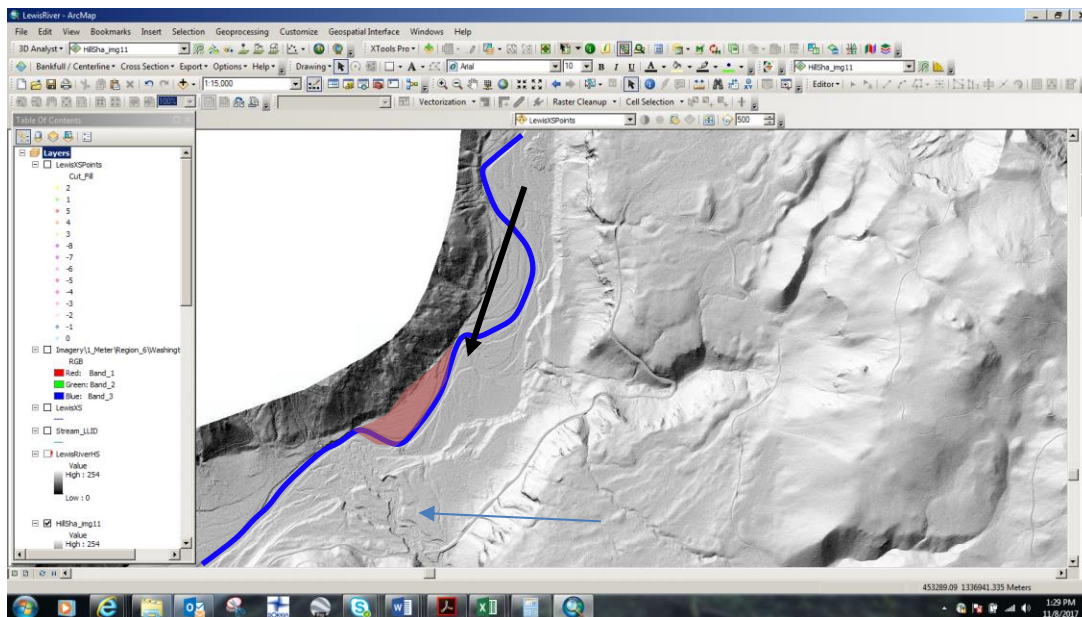 LewisRiver - ArcMap
File Edit View Bookmarks Insert Selection Geoprocessing Customize Geospatial Interface Windows Help
3D Analyst HillSha_img11 XTools Pro
Bankfull / Centerline Cross Section Export Options Help Drawing A Arial 10 B I U A HillSha_img11
1:15,000 Editor
100% Vectorization Raster Cleanup Cell Selection
Table Of Contents
LewisXSPoints 500
Layers
LewisXSPoints
Cut_Fill
2
1
5
4
3
-8
-7
-6
-5
-4
-3
-2
-1
0
Imagery\1_Meter\Region_6\Washingt
RGB
Red: Band_1
Green: Band_2
Blue: Band_3
LewisXS
Stream_LLID
LewisRiverHS
Value
High : 254
Low : 0
HillSha_img11
Value
High : 254
453289.09 1336941.335 Meters
1:29 PM
11/8/2017